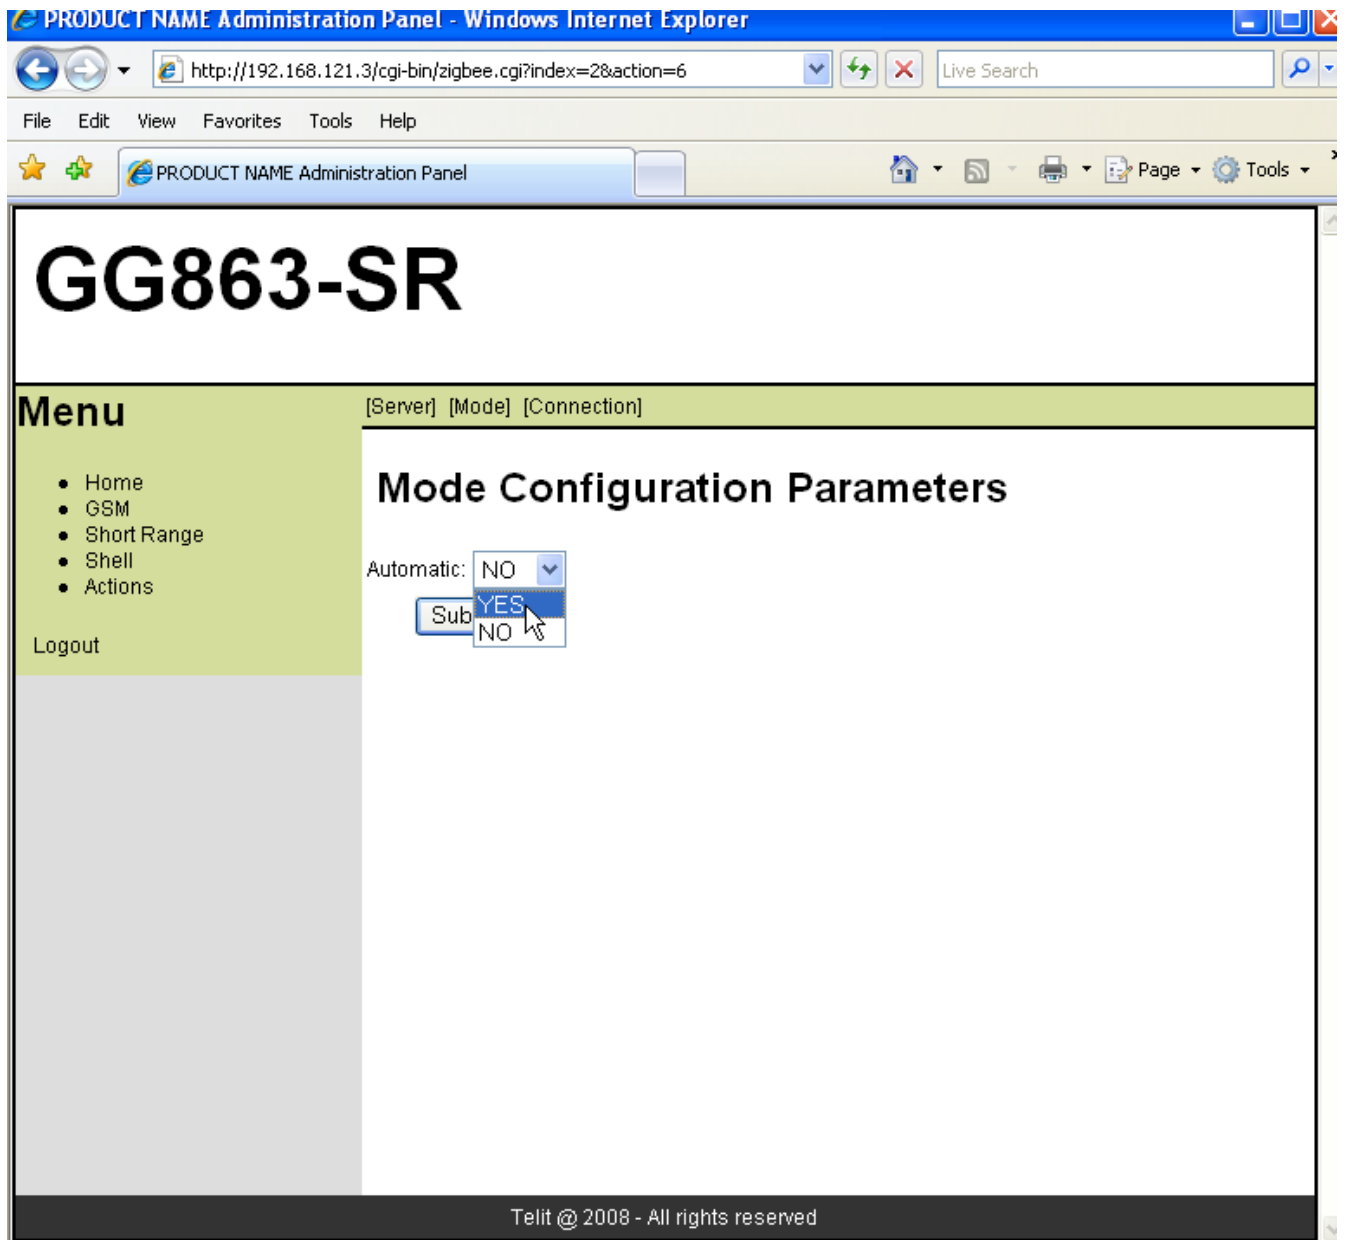 PRODUCT NAME Administration Panel - Windows Internet Explorer
http://192.168.121.3/cgi-bin/zigbee.cgi?index=2&action=6
Live Search
File Edit View Favorites Tools Help
PRODUCT NAME Administration Panel
Page Tools
GG863-SR
Menu
[Server] [Mode] [Connection]
Home
GSM
Short Range
Shell
Actions
Logout
Mode Configuration Parameters
Automatic: NO
YES
Sub
NO
Telit @ 2008 - All rights reserved